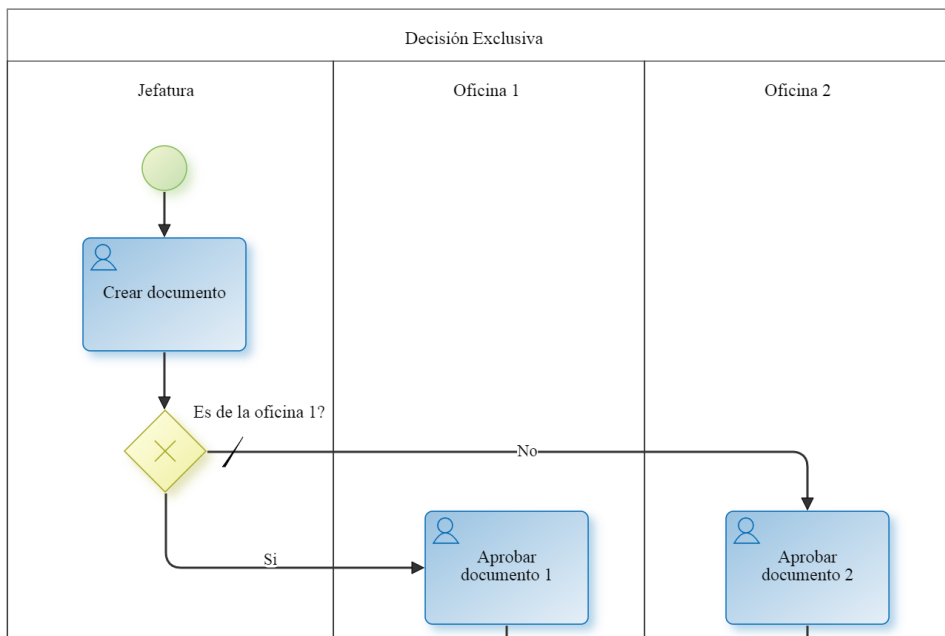 Decisión Exclusiva
Jefatura
Oficina 1
Oficina 2
Crear documento
Es de la oficina 1?
No
Si
Aprobar
documento 1
Aprobar
documento 2